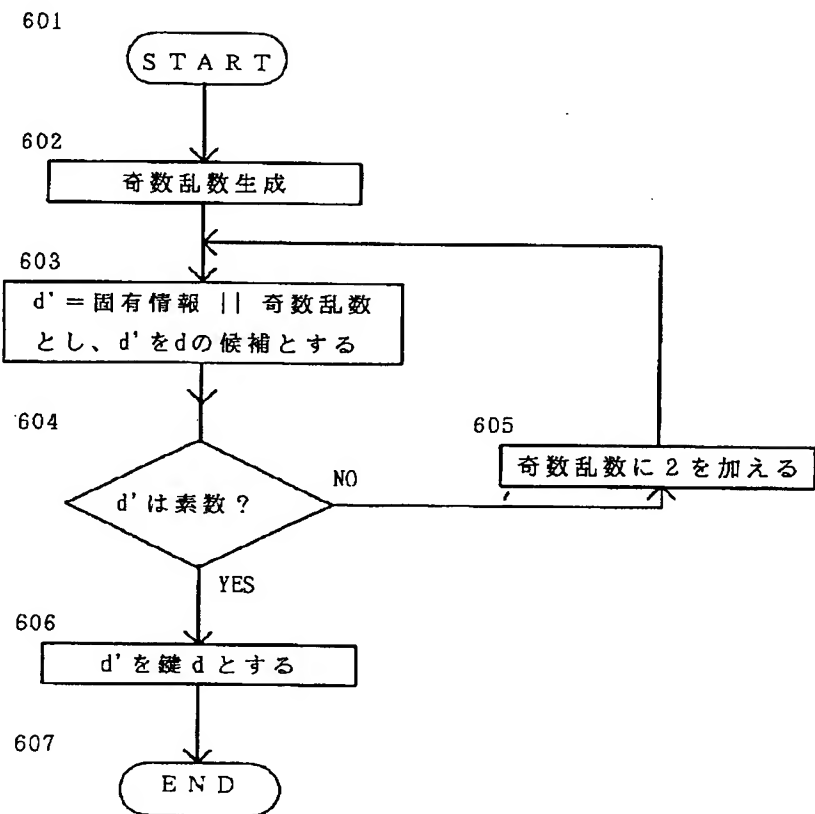 601
START
602
奇数乱数生成
603
d'＝固有情報 || 奇数乱数
とし、d'をdの候補とする
604
d'は素数？
NO
605
奇数乱数に２を加える
YES
606
d'を鍵dとする
607
END